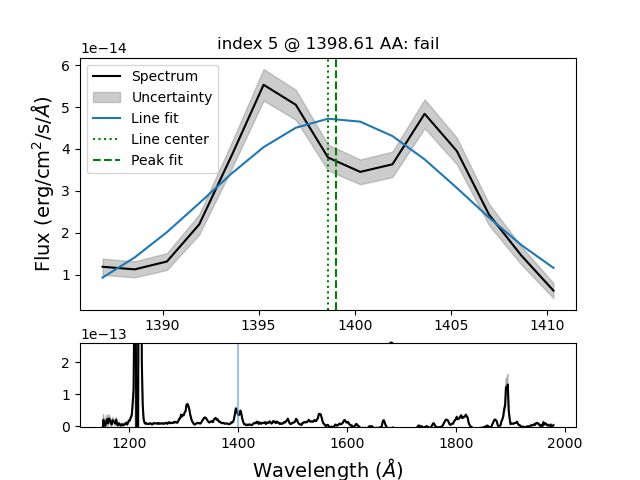 index 5 @ 1398.61 AA: fail
1e−14
Spectrum
Uncertainty
Line fit
Line center
Peak fit
Flux (erg/cm²/s/Å)
6
5
4
3
2
1
1390 1395 1400 1405 1410
1e−13
2
1
0
1200 1400 1600 1800 2000
Wavelength (Å)